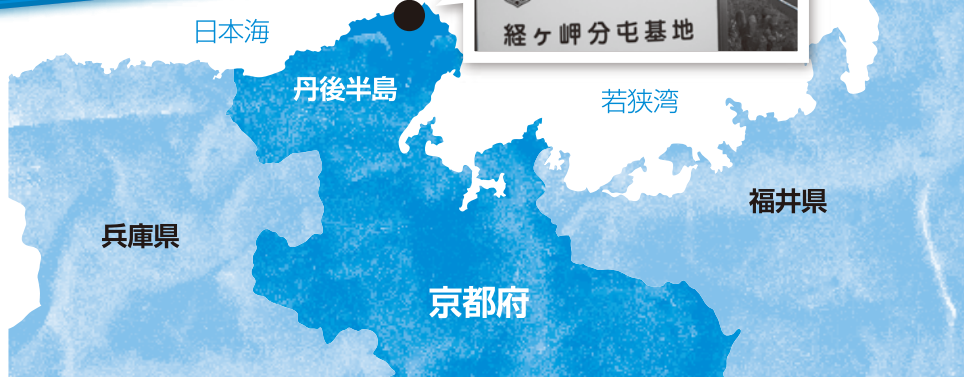 日本海
経ヶ岬分屯基地
丹後半島
若狭湾
福井県
兵庫県
京都府